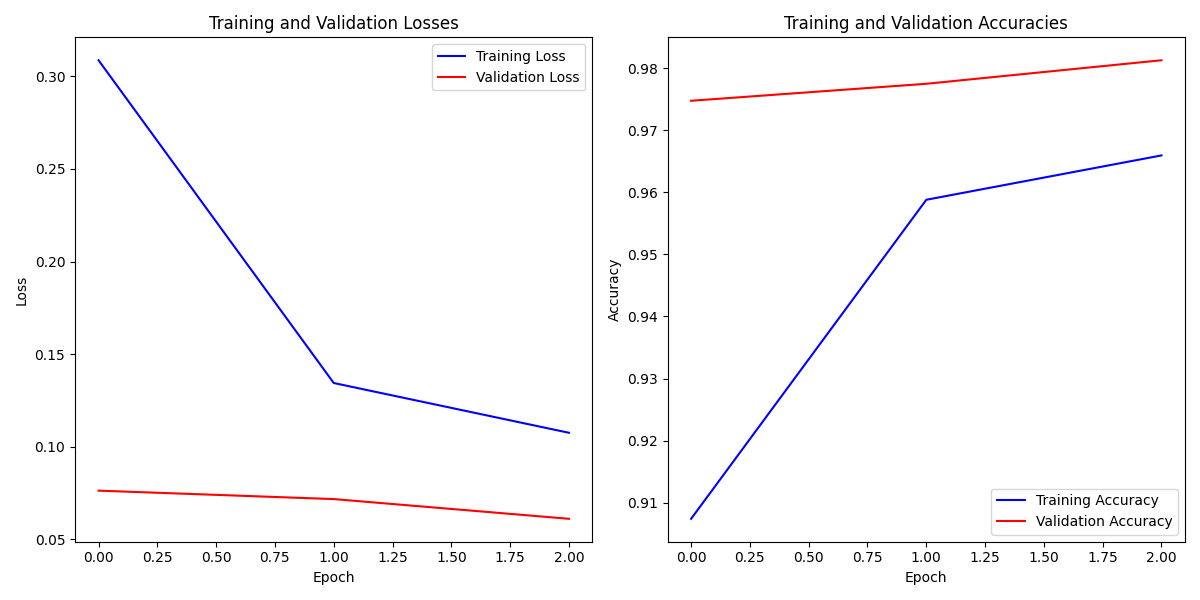 Training and Validation Losses
Training Loss
Validation Loss
0.30
0.25
0.20
0.15
0.10
0.05
Loss
0.00 0.25 0.50 0.75 1.00 1.25 1.50 1.75 2.00
Epoch
Training and Validation Accuracies
0.98
0.97
0.96
0.95
0.94
0.93
0.92
0.91
Accuracy
Training Accuracy
Validation Accuracy
0.00 0.25 0.50 0.75 1.00 1.25 1.50 1.75 2.00
Epoch